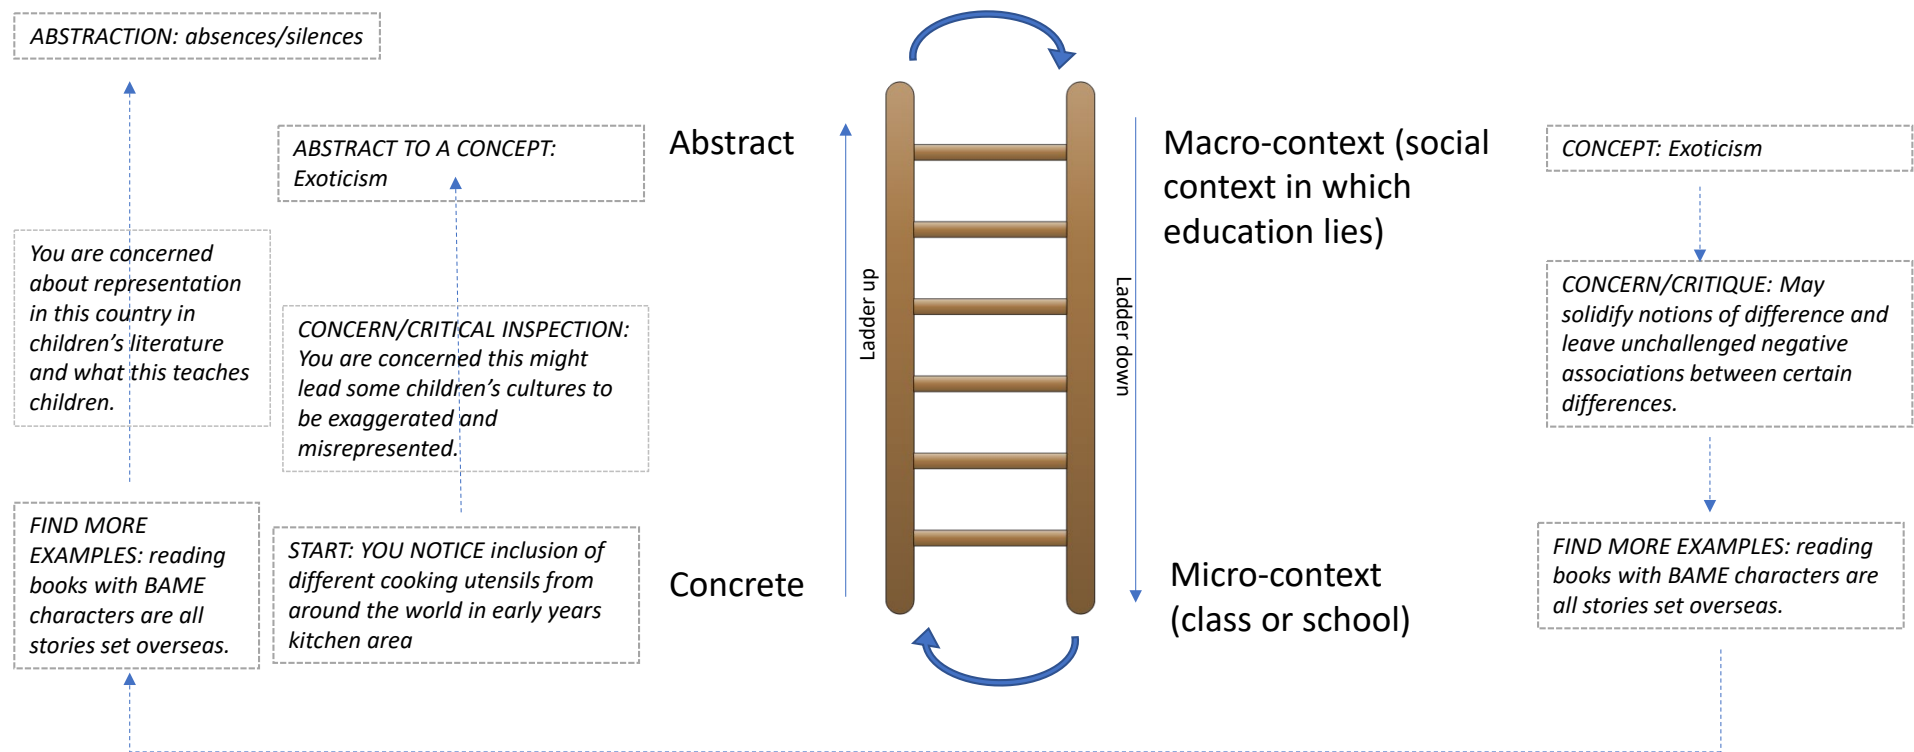 ABSTRACTION: absences/silences
You are concerned
about representation
in this country in
children’s literature
and what this teaches
children.
FIND MORE
EXAMPLES: reading
books with BAME
characters are all
stories set overseas.
ABSTRACT TO A CONCEPT:
Exoticism
CONCERN/CRITICAL INSPECTION:
You are concerned this might
lead some children’s cultures to
be exaggerated and
misrepresented.
START: YOU NOTICE inclusion of
different cooking utensils from
around the world in early years
kitchen area
Abstract
Concrete
Ladder up
Ladder down
Macro-context (social
context in which
education lies)
Micro-context
(class or school)
CONCEPT: Exoticism
CONCERN/CRITIQUE: May
solidify notions of difference and
leave unchallenged negative
associations between certain
differences.
FIND MORE EXAMPLES: reading
books with BAME characters are
all stories set overseas.